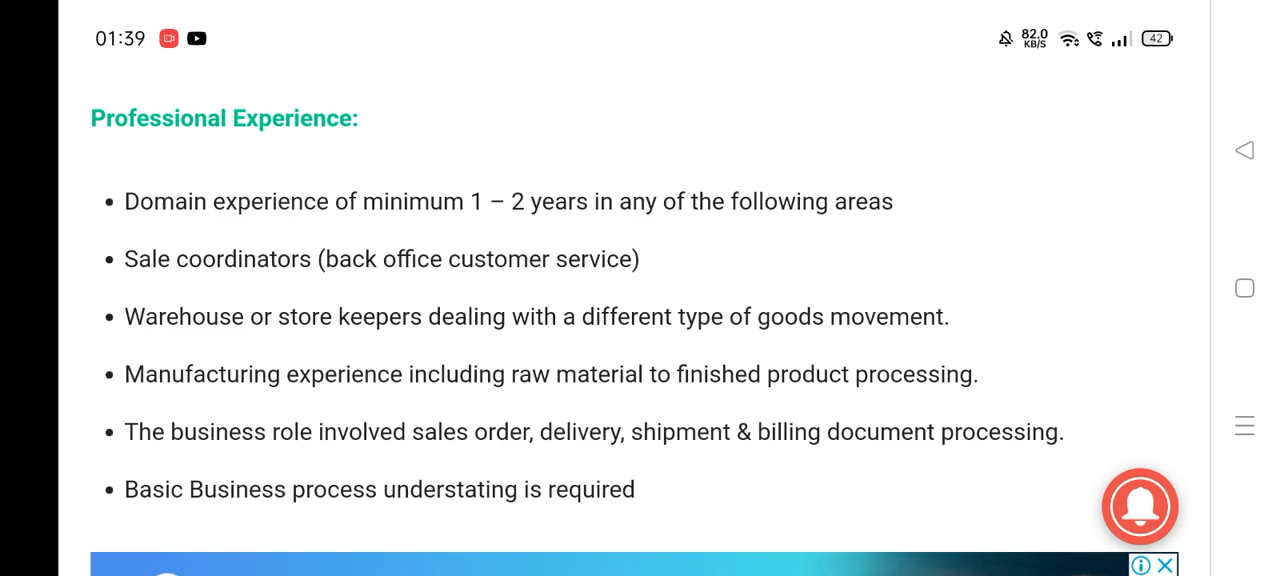 01:39
82.0
KB/S
42
Professional Experience:
• Domain experience of minimum 1 – 2 years in any of the following areas
• Sale coordinators (back office customer service)
• Warehouse or store keepers dealing with a different type of goods movement.
• Manufacturing experience including raw material to finished product processing.
• The business role involved sales order, delivery, shipment & billing document processing.
• Basic Business process understating is required